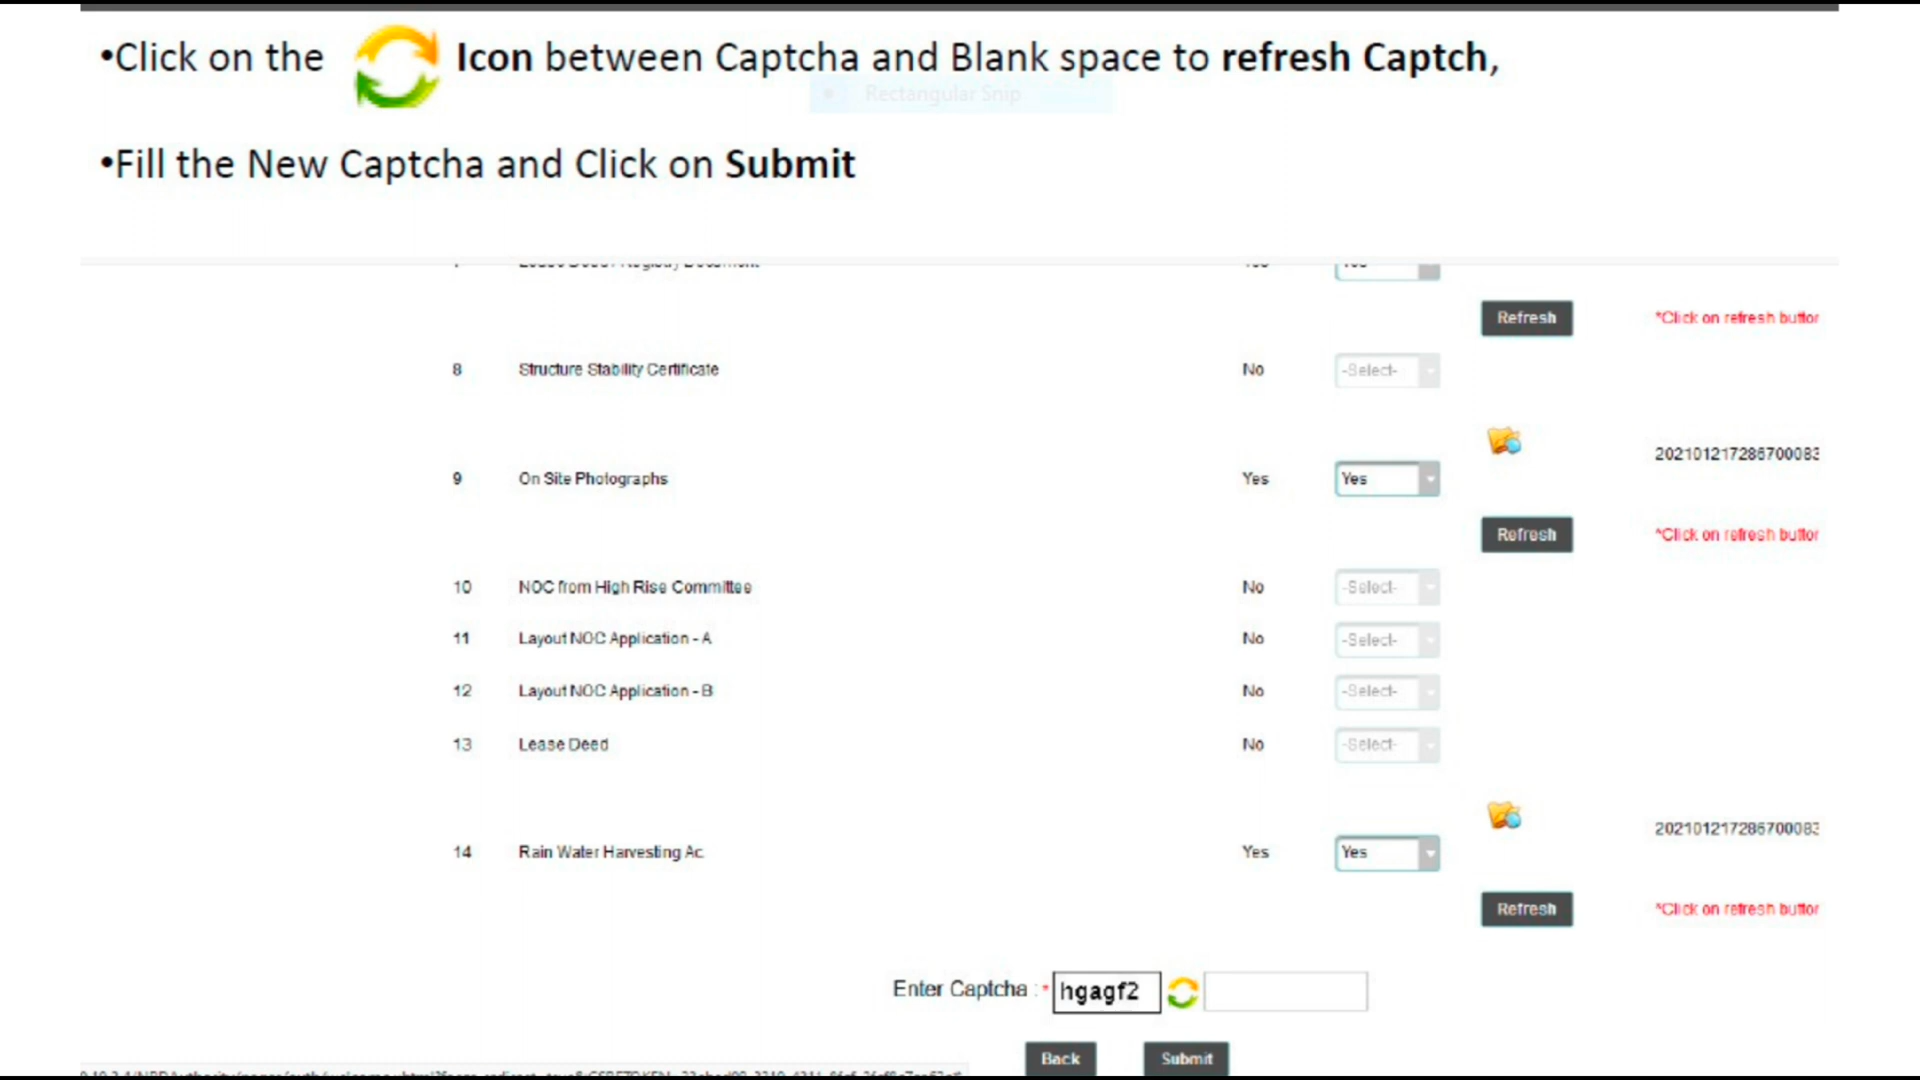 •Click on the Icon between Captcha and Blank space to refresh Captch,
• Rectangular Snip
•Fill the New Captcha and Click on Submit
Refresh *Click on refresh buttor
8 Structure Stability Certificate No -Select-
202101217286700083
9 On Site Photographs Yes Yes
Refresh *Click on refresh buttor
10 NOC from High Rise Committee No -Select-
11 Layout NOC Application - A No -Select-
12 Layout NOC Application - B No -Select-
13 Lease Deed No -Select-
202101217286700083
14 Rain Water Harvesting Ac Yes Yes
Refresh *Click on refresh buttor
Enter Captcha : * hgagf2
Back Submit